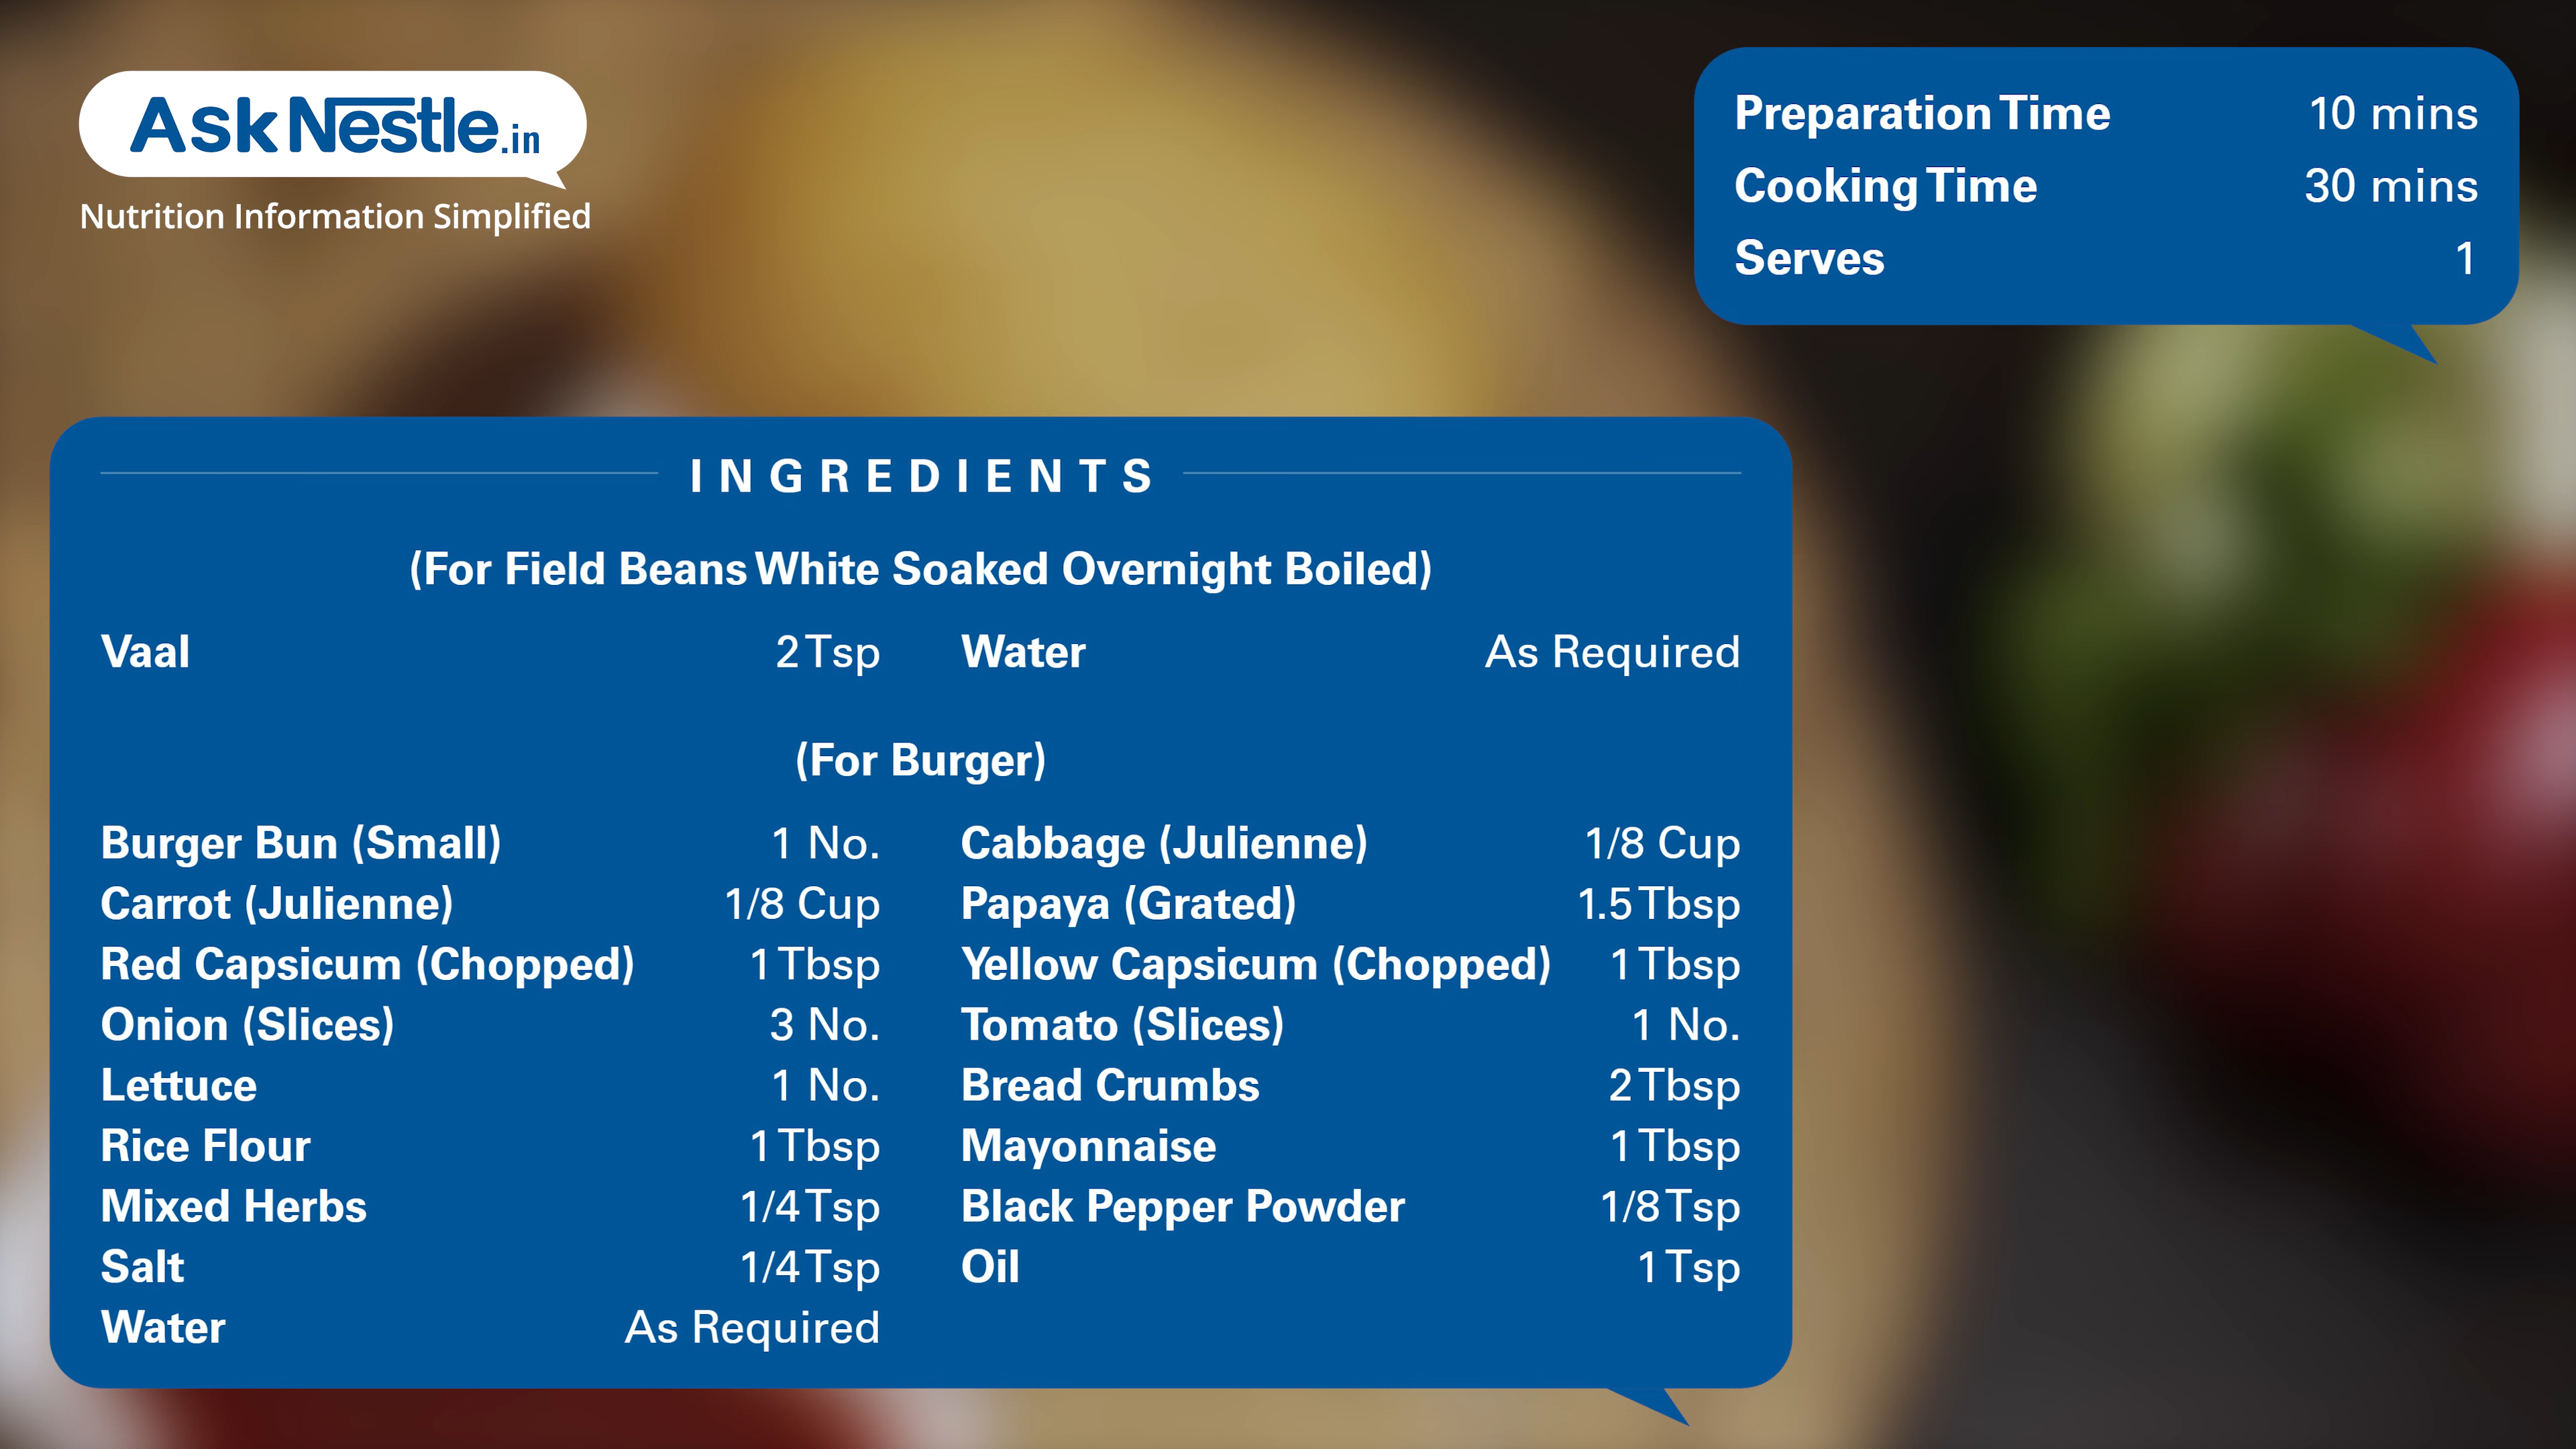 Ask Nestle.in
Nutrition Information Simplified
Preparation Time 10 mins
Cooking Time 30 mins
Serves 1
INGREDIENTS
(For Field Beans White Soaked Overnight Boiled)
Vaal 2 Tsp Water As Required
(For Burger)
Burger Bun (Small) 1 No. Cabbage (Julienne) 1/8 Cup
Carrot (Julienne) 1/8 Cup Papaya (Grated) 1.5 Tbsp
Red Capsicum (Chopped) 1 Tbsp Yellow Capsicum (Chopped) 1 Tbsp
Onion (Slices) 3 No. Tomato (Slices) 1 No.
Lettuce 1 No. Bread Crumbs 2 Tbsp
Rice Flour 1 Tbsp Mayonnaise 1 Tbsp
Mixed Herbs 1/4 Tsp Black Pepper Powder 1/8 Tsp
Salt 1/4 Tsp Oil 1 Tsp
Water As Required